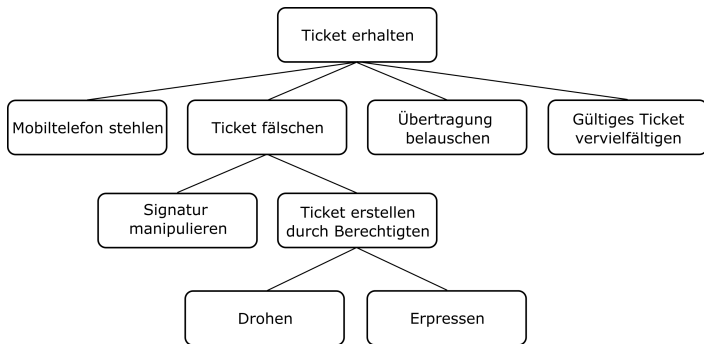 Ticket erhalten
Mobiltelefon stehlen
Ticket fälschen
Übertragung
belauschen
Gültiges Ticket
vervielfältigen
Signatur
manipulieren
Ticket erstellen
durch Berechtigten
Drohen
Erpressen